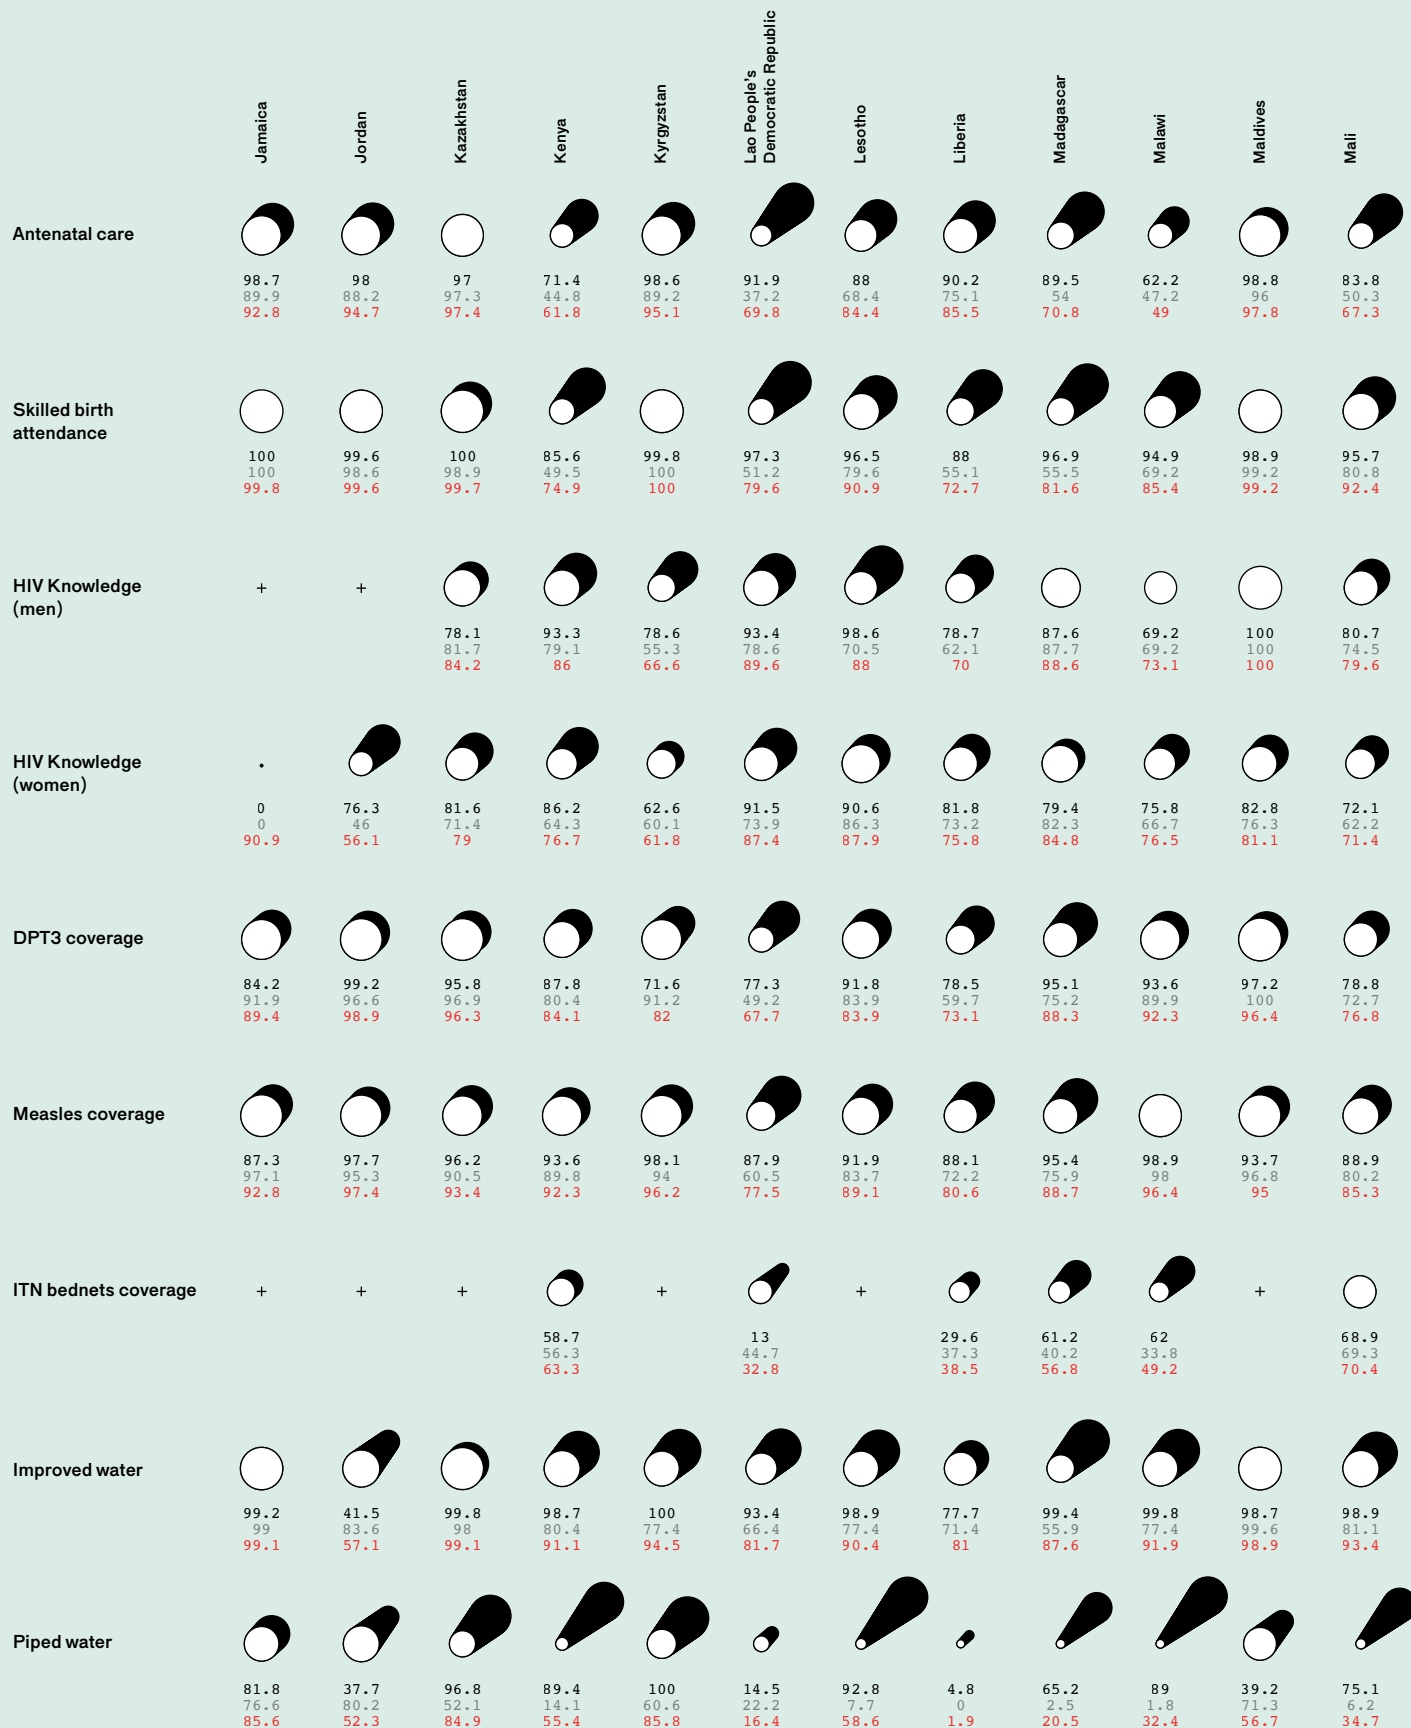 Jamaica
Jordan
Kazakhstan
Kenya
Kyrgyzstan
Lao People's
Democratic Republic
Lesotho
Liberia
Madagascar
Malawi
Maldives
Mali
Antenatal care
98.7 98 97 71.4 98.6 91.9 88 90.2 89.5 62.2 98.8 83.8
89.9 88.2 97.3 44.8 89.2 37.2 68.4 75.1 54 47.2 96 50.3
92.8 94.7 97.4 61.8 95.1 69.8 84.4 85.5 70.8 49 97.8 67.3
Skilled birth
attendance
100 99.6 100 85.6 99.8 97.3 96.5 88 96.9 94.9 98.9 95.7
100 98.6 98.9 49.5 100 51.2 79.6 55.1 55.5 69.2 99.2 80.8
99.8 99.6 99.7 74.9 100 79.6 90.9 72.7 81.6 85.4 99.2 92.4
HIV Knowledge + +
(men)
78.1 93.3 78.6 93.4 98.6 78.7 87.6 69.2 100 80.7
81.7 79.1 55.3 78.6 70.5 62.1 87.7 69.2 100 74.5
84.2 86 66.6 89.6 88 70 88.6 73.1 100 79.6
HIV Knowledge
(women)
0 76.3 81.6 86.2 62.6 91.5 90.6 81.8 79.4 75.8 82.8 72.1
0 46 71.4 64.3 60.1 73.9 86.3 73.2 82.3 66.7 76.3 62.2
90.9 56.1 79 76.7 61.8 87.4 87.9 75.8 84.8 76.5 81.1 71.4
DPT3 coverage
84.2 99.2 95.8 87.8 71.6 77.3 91.8 78.5 95.1 93.6 97.2 78.8
91.9 96.6 96.9 80.4 91.2 49.2 83.9 59.7 75.2 89.9 100 72.7
89.4 98.9 96.3 84.1 82 67.7 83.9 73.1 88.3 92.3 96.4 76.8
Measles coverage
87.3 97.7 96.2 93.6 98.1 87.9 91.9 88.1 95.4 98.9 93.7 88.9
97.1 95.3 90.5 89.8 94 60.5 83.7 72.2 75.9 98 96.8 80.2
92.8 97.4 93.4 92.3 96.2 77.5 89.1 80.6 88.7 96.4 95 85.3
ITN bednets coverage + + + + + +
58.7 13 29.6 61.2 62 68.9
56.3 44.7 37.3 40.2 33.8 69.3
63.3 32.8 38.5 56.8 49.2 70.4
Improved water
99.2 41.5 99.8 98.7 100 93.4 98.9 77.7 99.4 99.8 98.7 98.9
99 83.6 98 80.4 77.4 66.4 77.4 71.4 55.9 77.4 99.6 81.1
99.1 57.1 99.1 91.1 94.5 81.7 90.4 81 87.6 91.9 98.9 93.4
Piped water
81.8 37.7 96.8 89.4 100 14.5 92.8 4.8 65.2 89 39.2 75.1
76.6 80.2 52.1 14.1 60.6 22.2 7.7 0 2.5 1.8 71.3 6.2
85.6 52.3 84.9 55.4 85.8 16.4 58.6 1.9 20.5 32.4 56.7 34.7